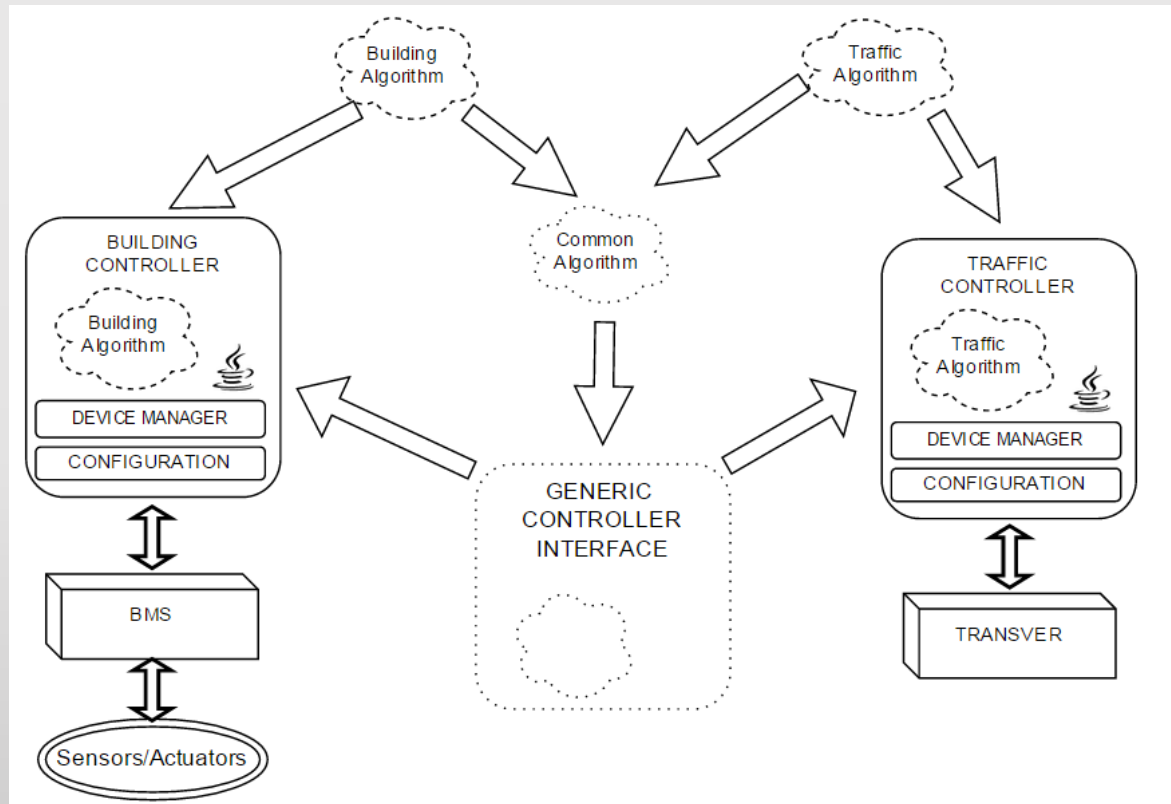 Building
Algorithm
Traffic
Algorithm
BUILDING
CONTROLLER
Building
Algorithm
DEVICE MANAGER
CONFIGURATION
Common
Algorithm
TRAFFIC
CONTROLLER
Traffic
Algorithm
DEVICE MANAGER
CONFIGURATION
GENERIC
CONTROLLER
INTERFACE
BMS
TRANSVER
Sensors/Actuators